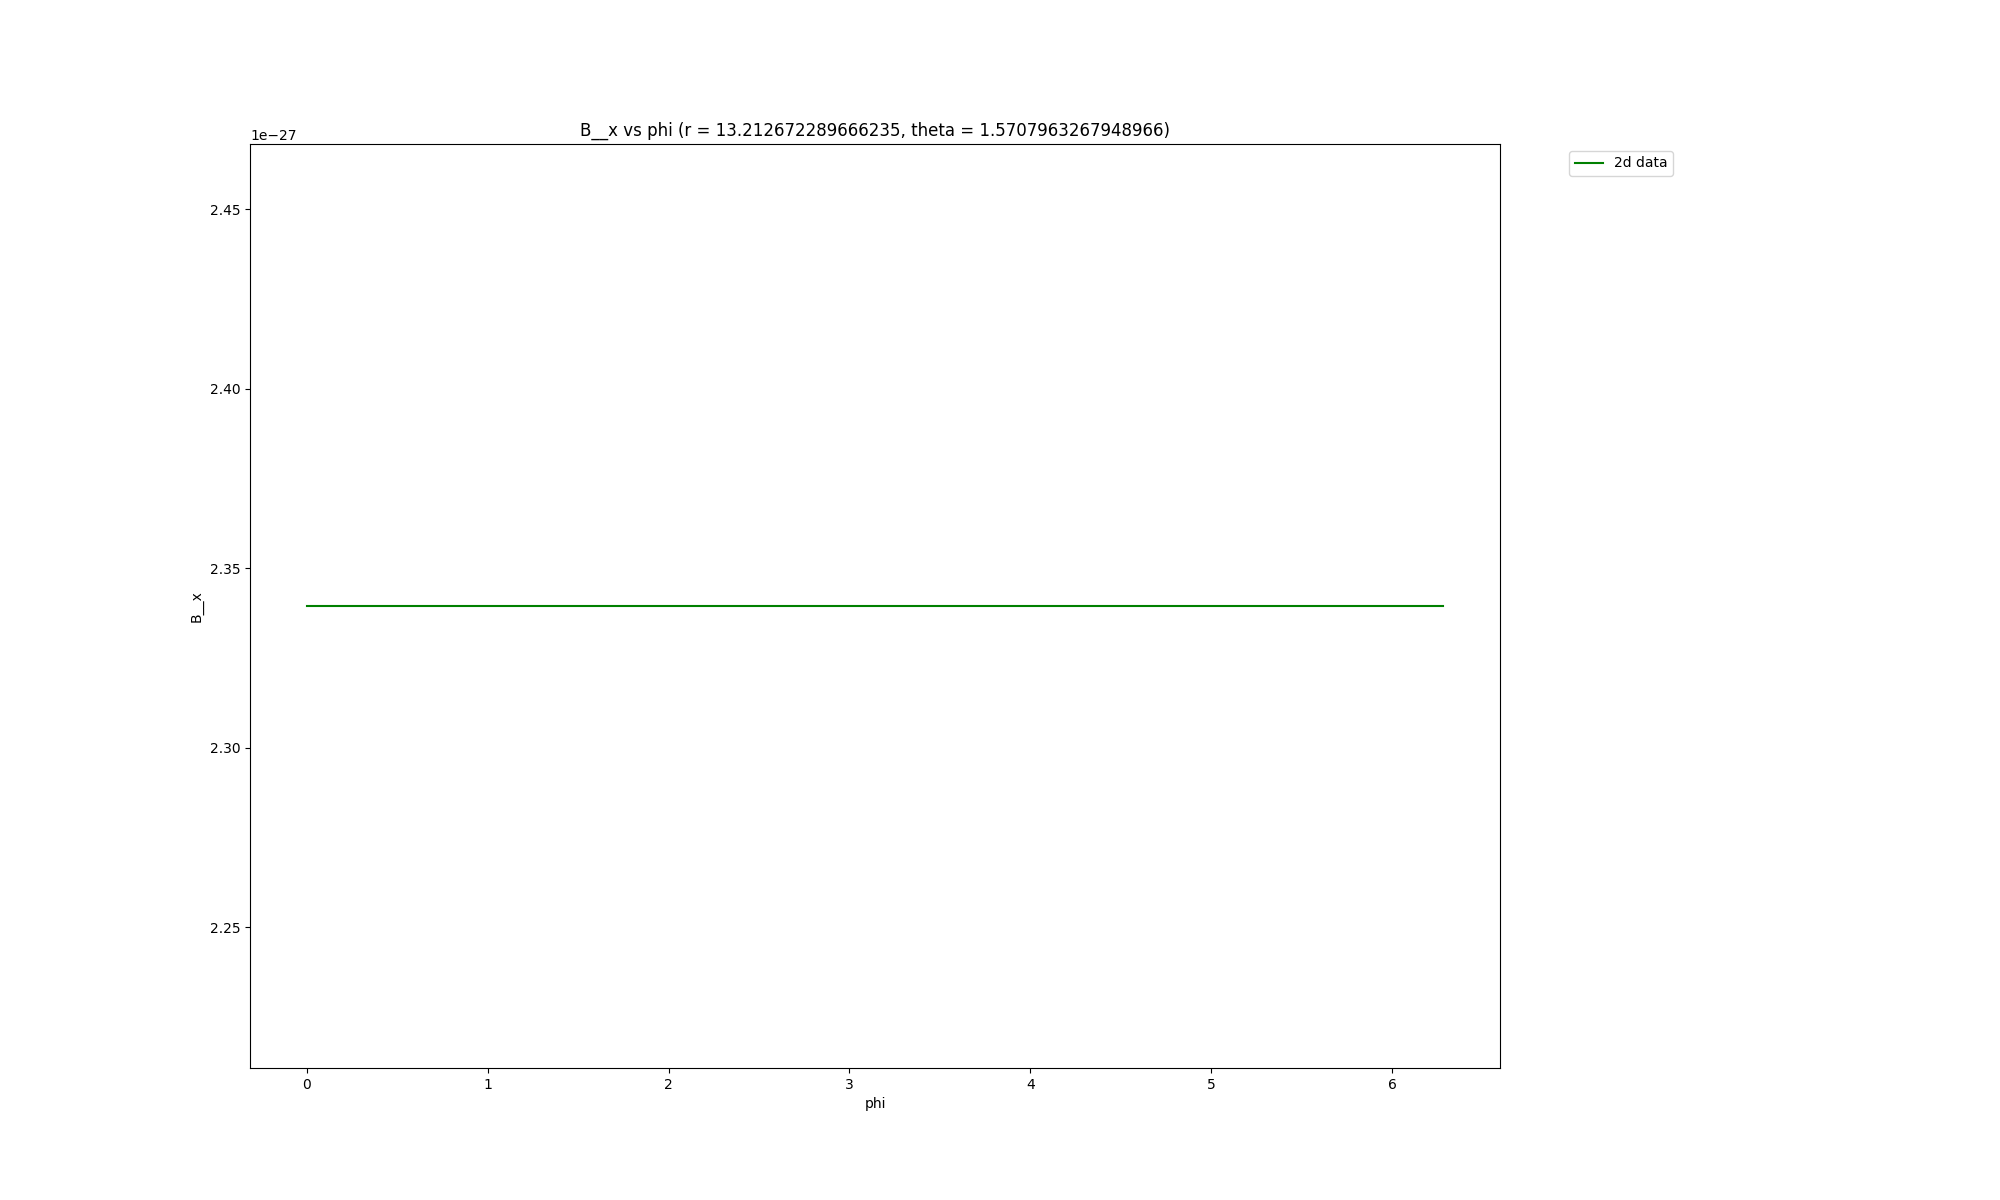 B__x vs phi (r = 13.212672289666235, theta = 1.5707963267948966)
1e−27
2d data
2.45
2.40
2.35
2.30
2.25
B__x
0 1 2 3 4 5 6
phi